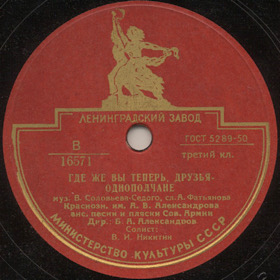 ЛЕНИНГРАДСКИЙ ЗАВОД
В
16571
ГОСТ 5289-50
третий кл.
ГДЕ ЖЕ ВЫ ТЕПЕРЬ, ДРУЗЬЯ-
ОДНОПОЛЧАНЕ
муз. В. Соловьева-Седого, сл. А. Фатьянова
Краснозн. им. А. В. Александрова
анс. песни и пляски Сов. Армии
Дир.: Б. А. Александров
Солист:
В. И. Никитин
МИНИСТЕРСТВО КУЛЬТУРЫ СССР